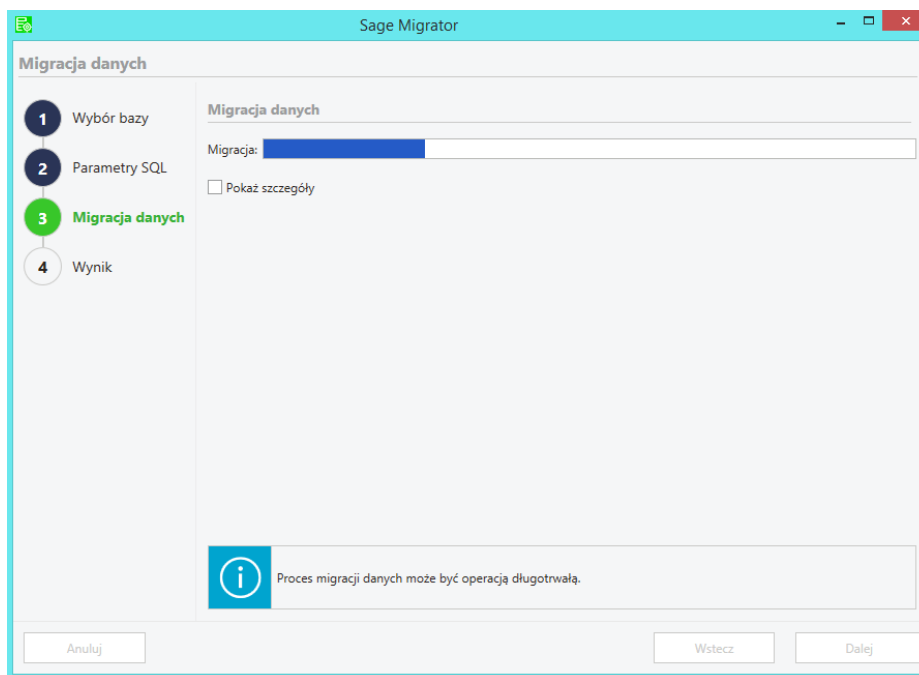 Sage Migrator
Migracja danych
1 Wybór bazy
2 Parametry SQL
3 Migracja danych
4 Wynik
Migracja danych
Migracja:
Pokaż szczegóły
Proces migracji danych może być operacją długotrwałą.
Anuluj
Wstecz
Dalej